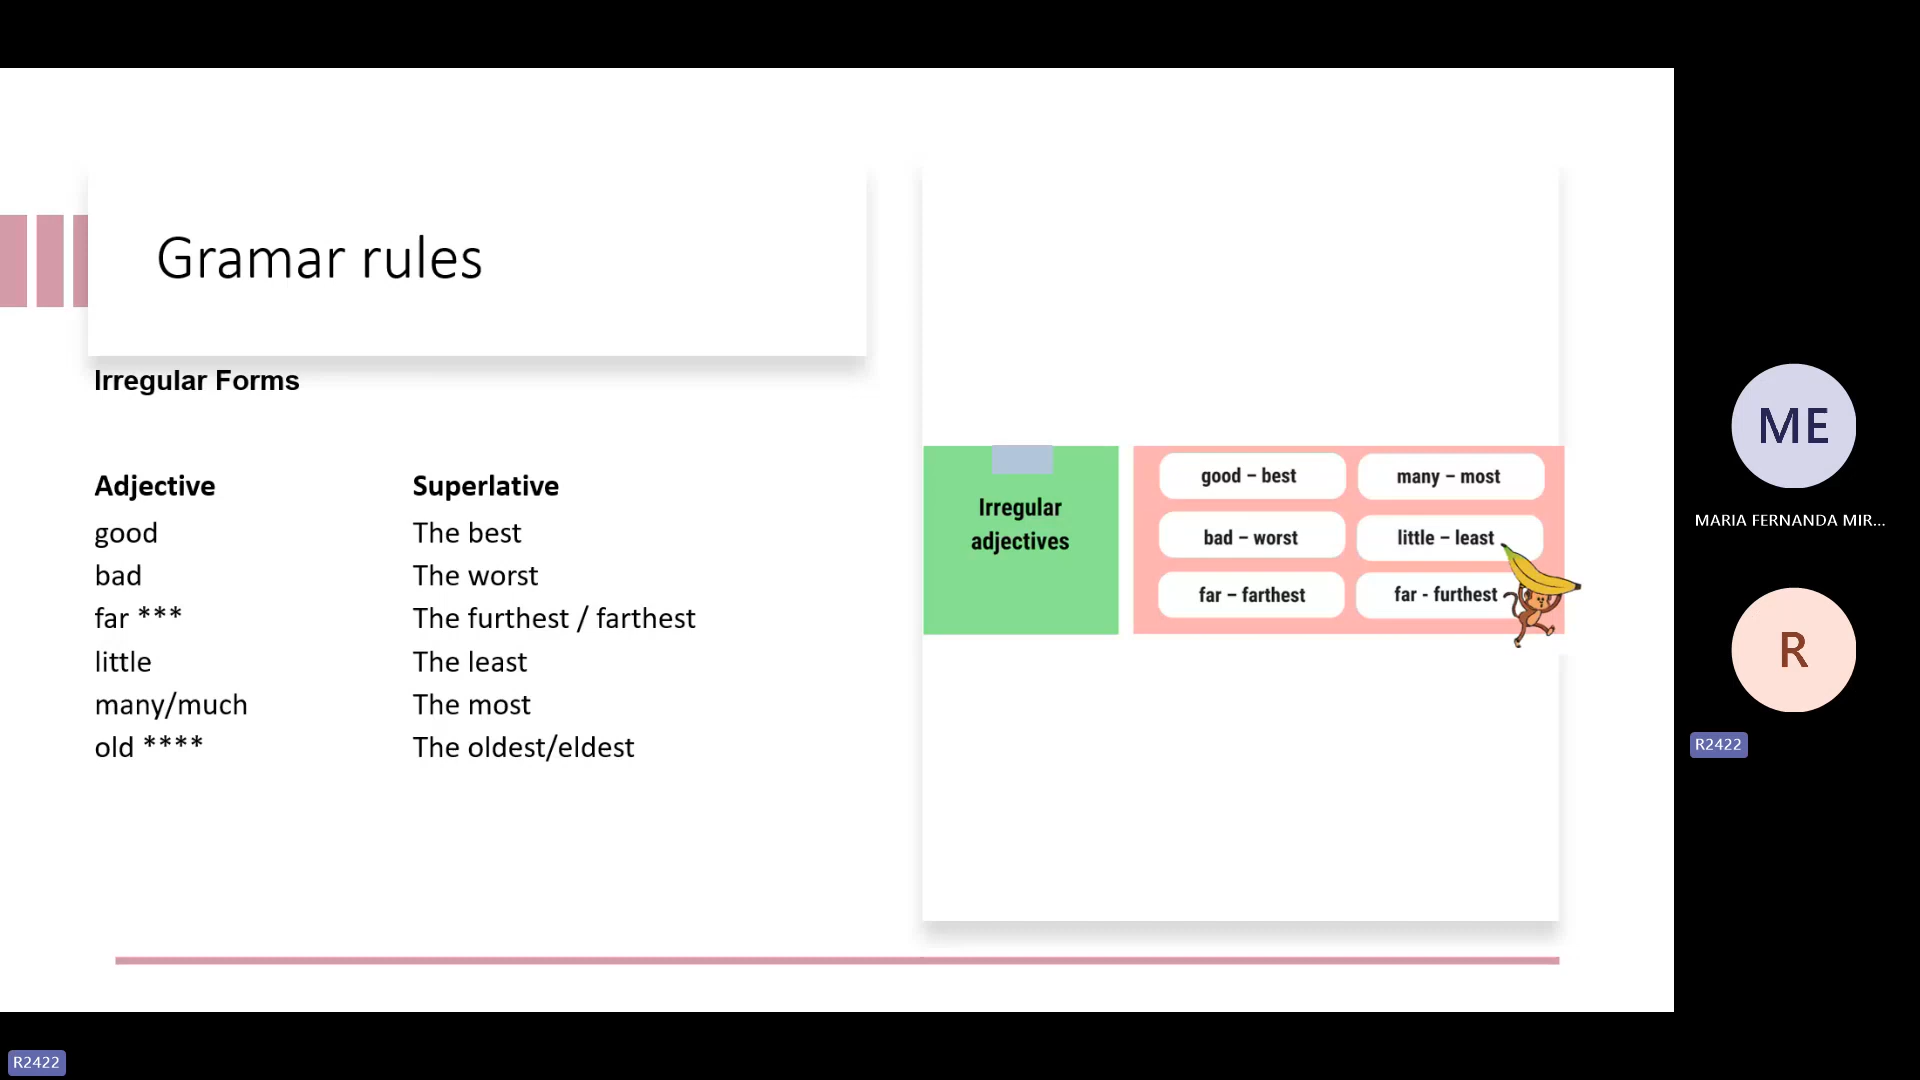 Gramar rules
Irregular Forms
Adjective Superlative
good The best
bad The worst
far *** The furthest / farthest
little The least
many/much The most
old **** The oldest/eldest
Irregular
adjectives
good – best many – most
bad – worst little – least
far – farthest far - furthest
ME
MARIA FERNANDA MIR...
R
R2422
R2422